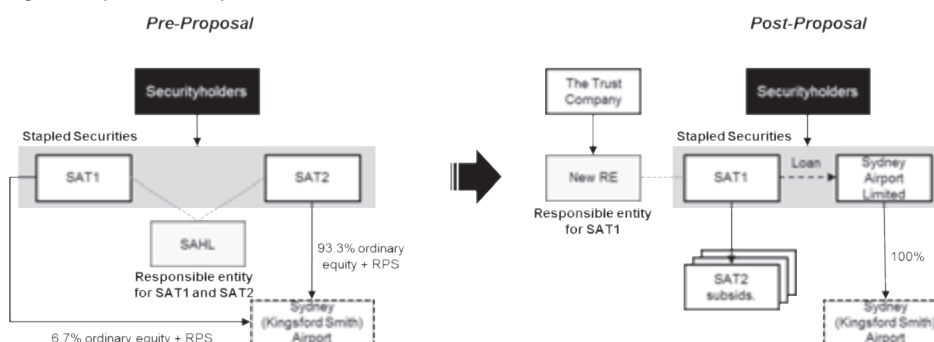 Pre-Proposal
Post-Proposal
Securityholders
Stapled Securities
SAT1
SAT2
SAHL
Responsible entity
for SAT1 and SAT2
93.3% ordinary
equity + RPS
6.7% ordinary equity + RPS
Sydney
(Kingsford Smith)
Airport
The Trust
Company
New RE
Responsible entity
for SAT1
Securityholders
Stapled Securities
SAT1
Loan
Sydney
Airport
Limited
SAT2
subsids.
100%
Sydney
(Kingsford Smith)
Airport